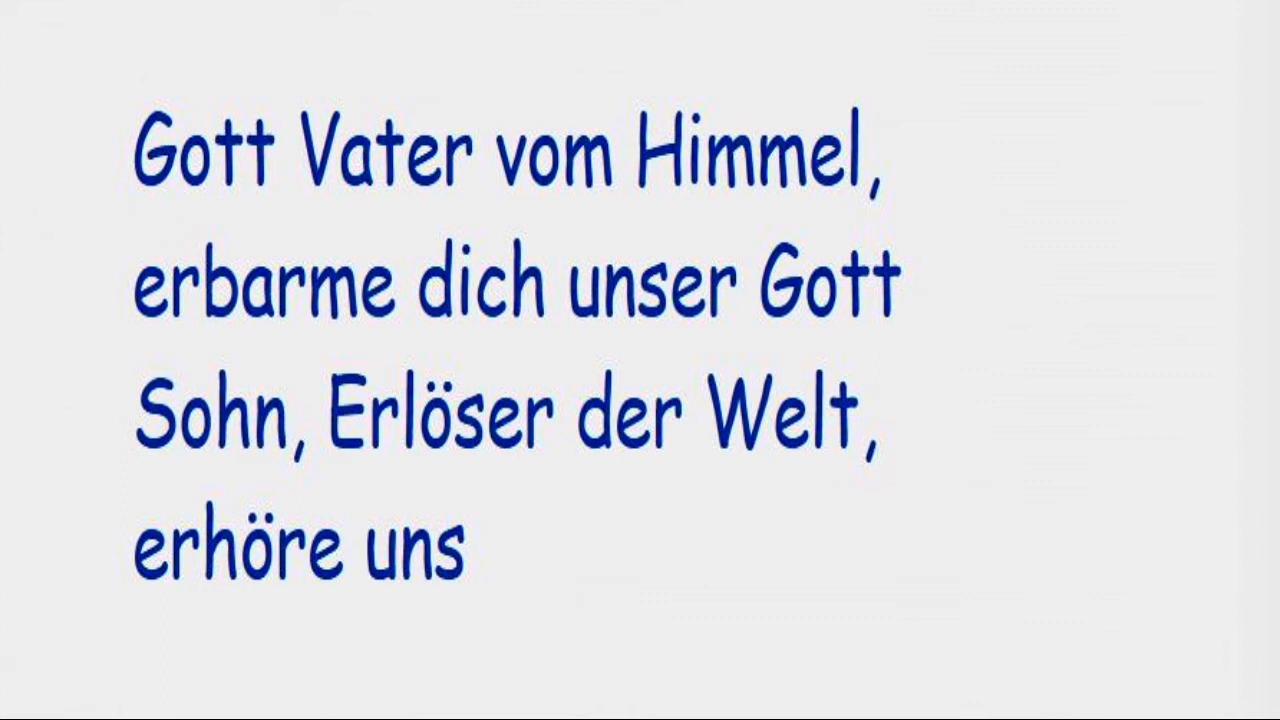 Gott Vater vom Himmel,
erbarme dich unser Gott
Sohn, Erlöser der Welt,
erhöre uns